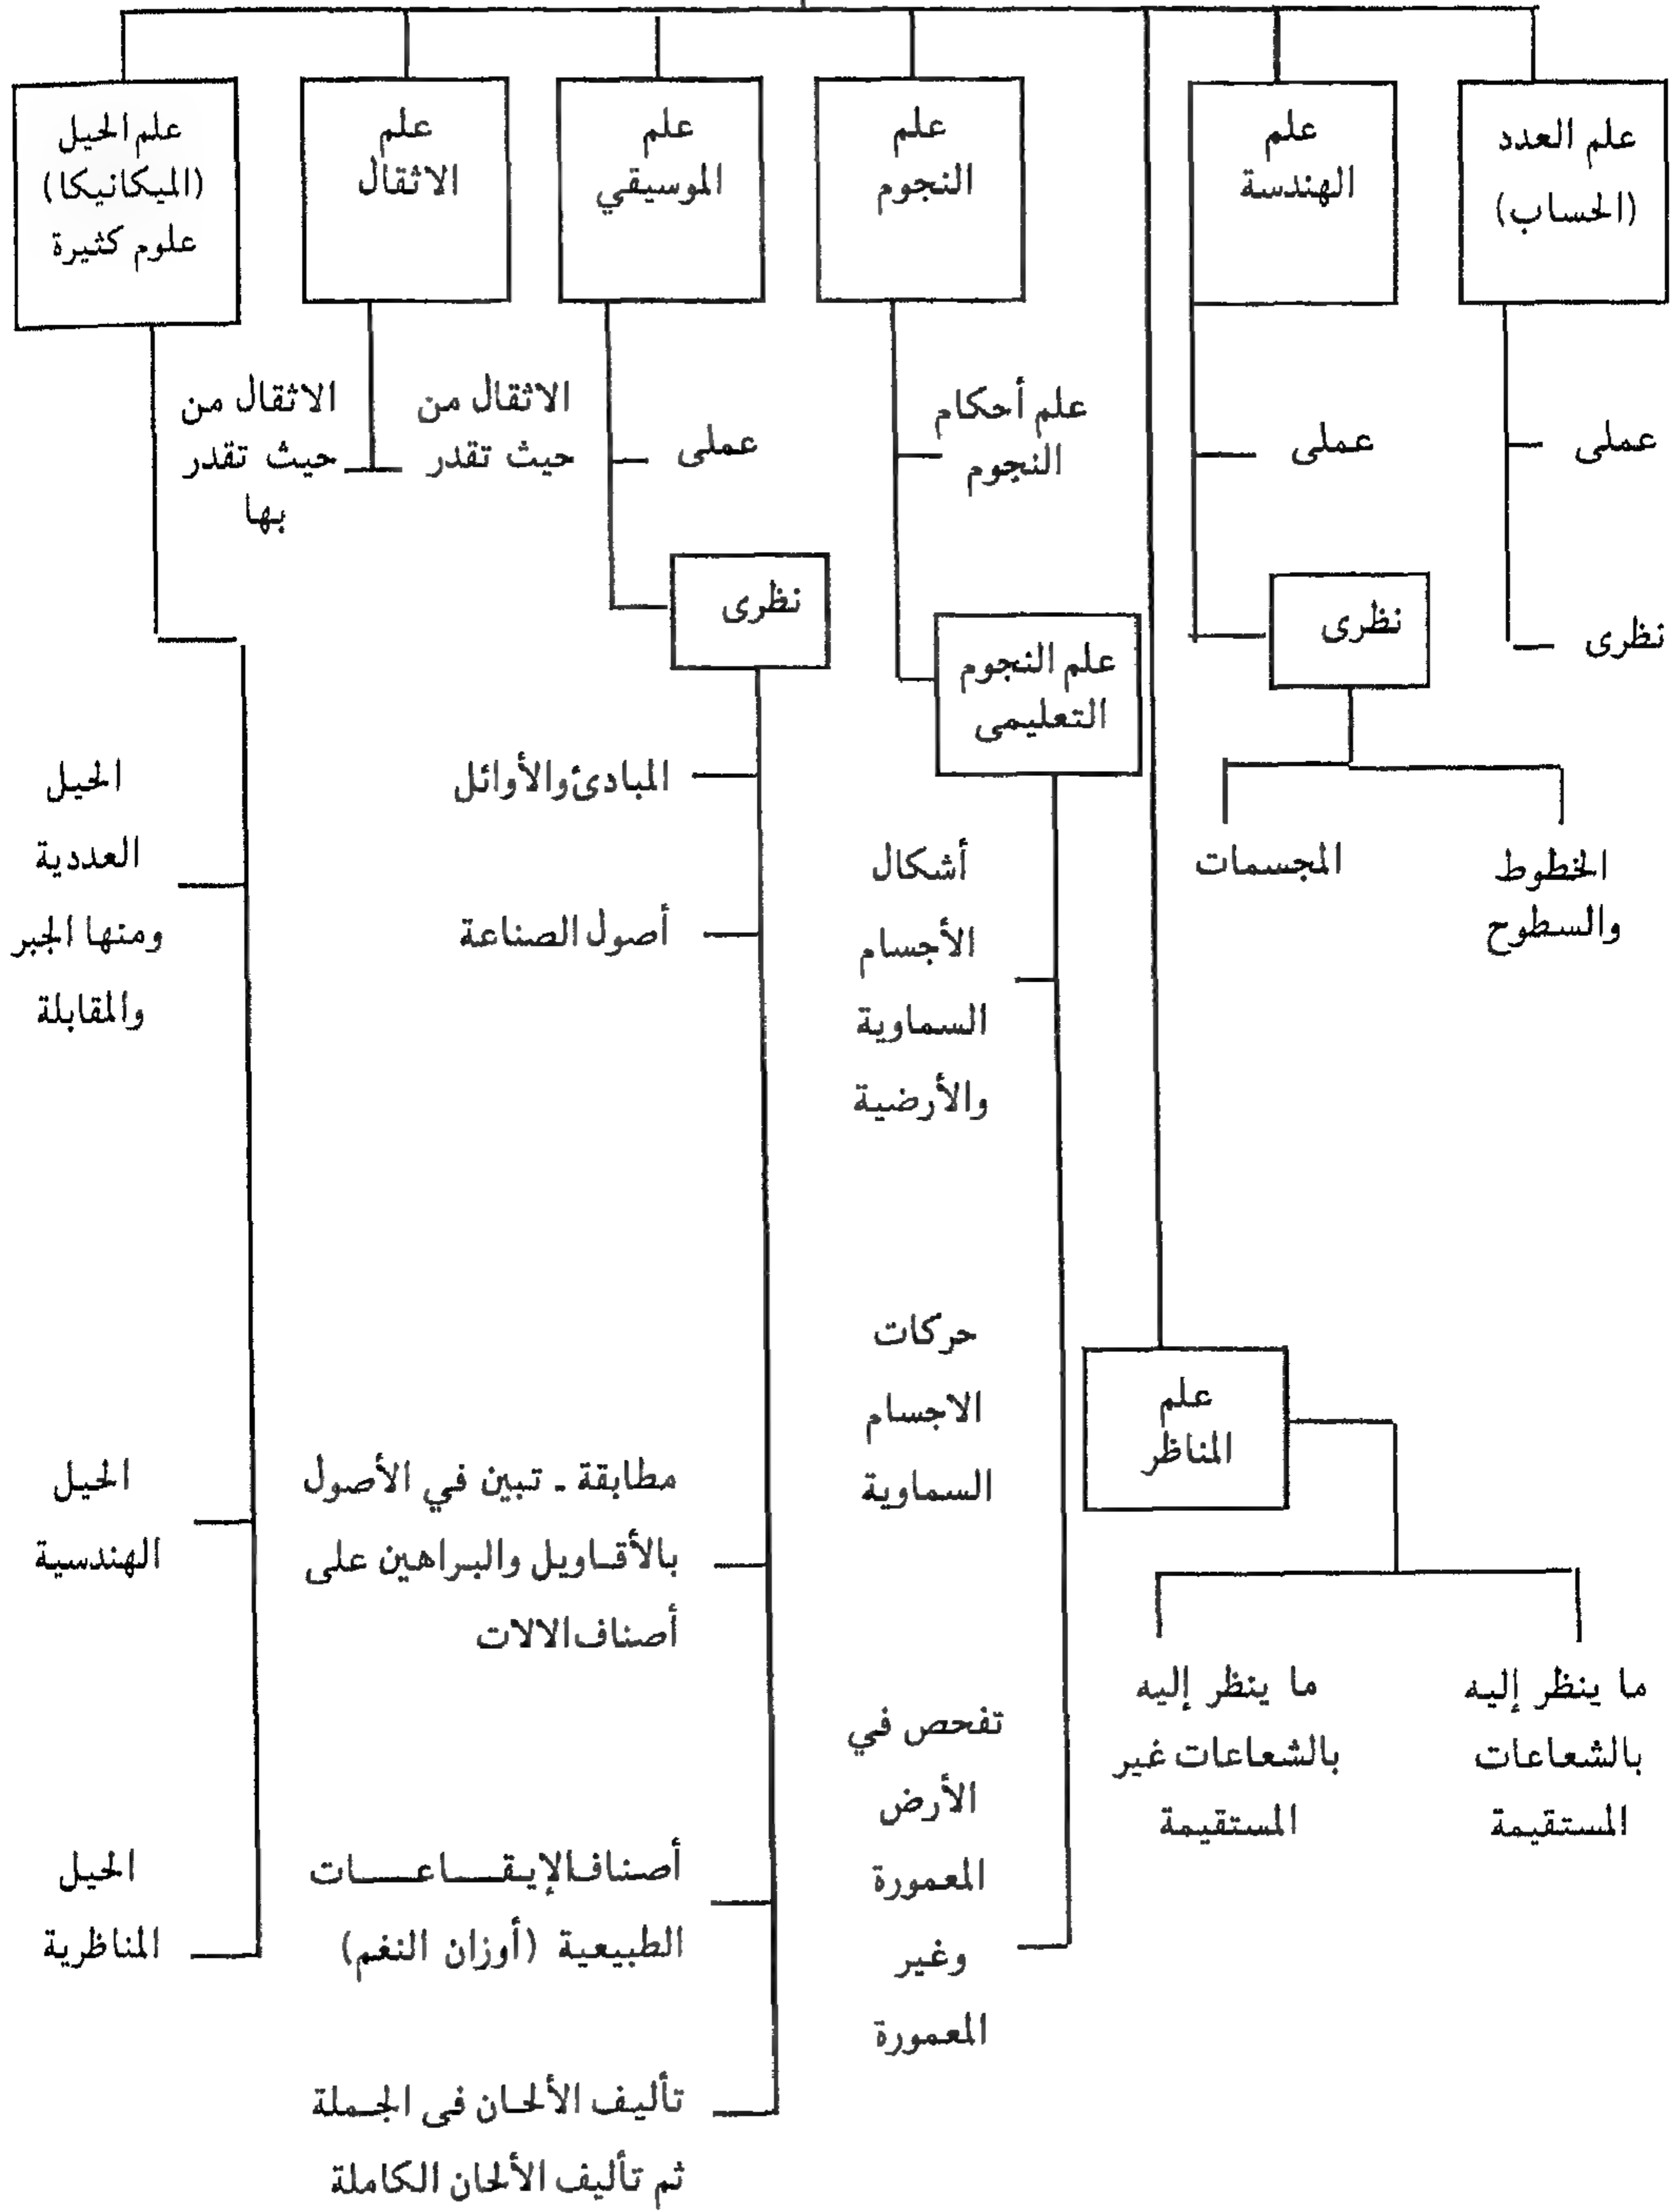 علم العدد
(الحساب)
عملى
نظرى
علم
الهندسة
عملى
نظرى
الخطوط
والسطوح
المجسمات
علم
المناظر
ما ينظر إليه
بالشعاعات
المستقيمة
ما ينظر إليه
بالشعاعات غير
المستقيمة
علم
النجوم
علم أحكام
النجوم
علم النجوم
التعليمى
أشكال
الأجسام
السماوية
والأرضية
حركات
الاجسام
السماوية
تفحص في
الأرض
المعمورة
وغير
المعمورة
علم
الموسيقي
عملى
نظرى
المبادئ والأوائل
أصول الصناعة
مطابقة - تبين في الأصول
بالأقاويل والبراهين على
أصناف الالات
أصناف الإيقاعات
الطبيعية (أوزان النغم)
تأليف الألحان فى الجملة
ثم تأليف الألحان الكاملة
علم
الاثقال
الاثقال من
حيث تقدر
الاثقال من
حيث تقدر
بها
علم الحيل
(الميكانيكا)
علوم كثيرة
الحيل
العددية
ومنها الجبر
والمقابلة
الحيل
الهندسية
الحيل
المناظرية